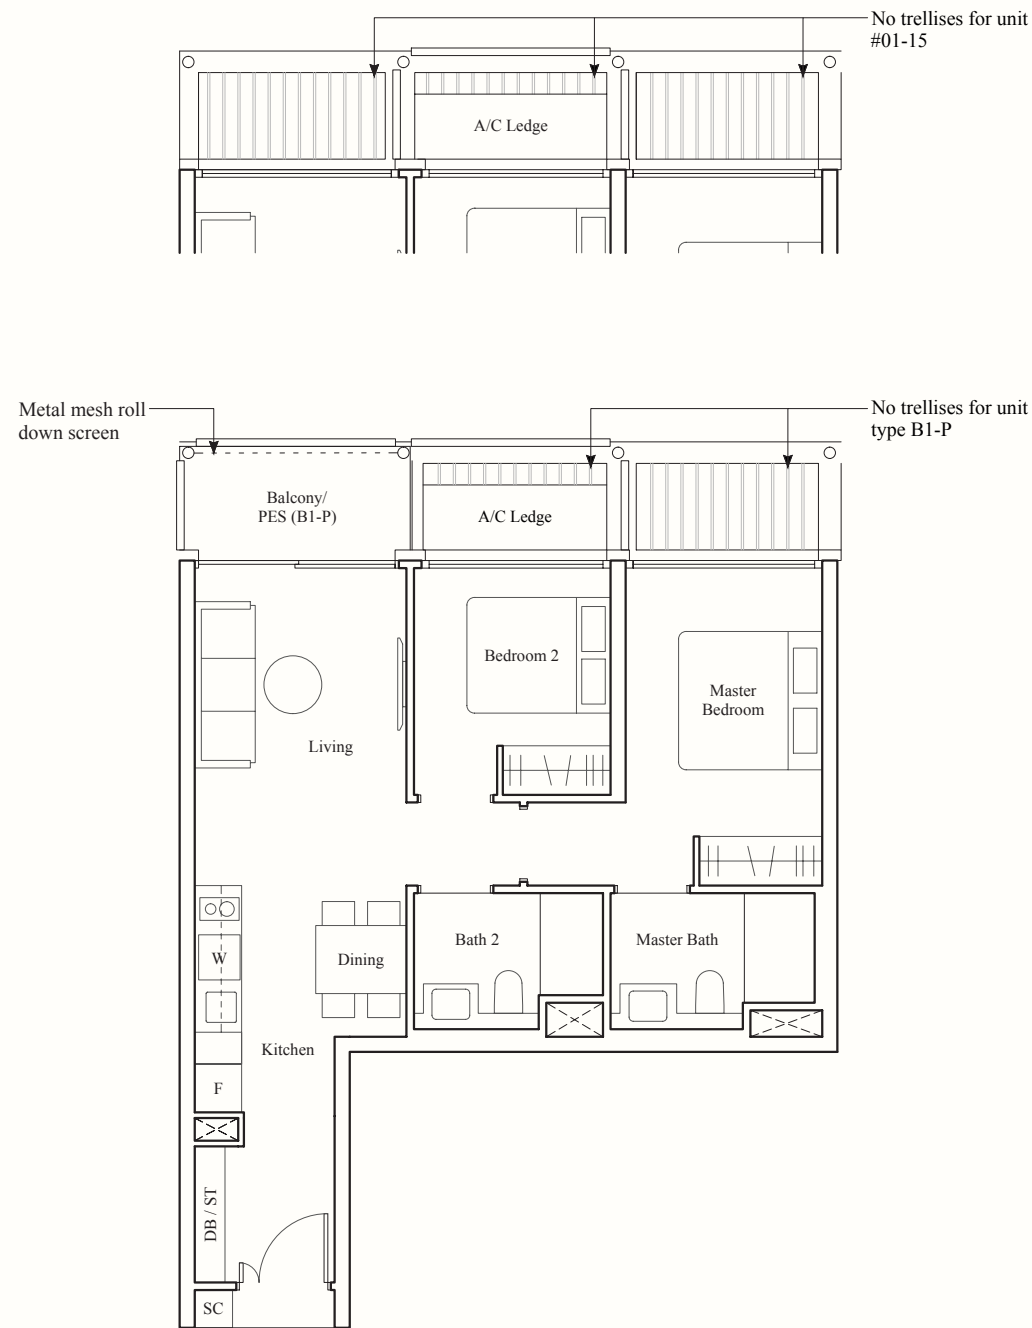 No trellises for unit
#01-15
A/C Ledge
Metal mesh roll
down screen
No trellises for unit
type B1-P
Balcony/
PES (B1-P)
A/C Ledge
Bedroom 2
Master
Bedroom
Living
W
Dining
Bath 2
Master Bath
Kitchen
F
DB / ST
SC